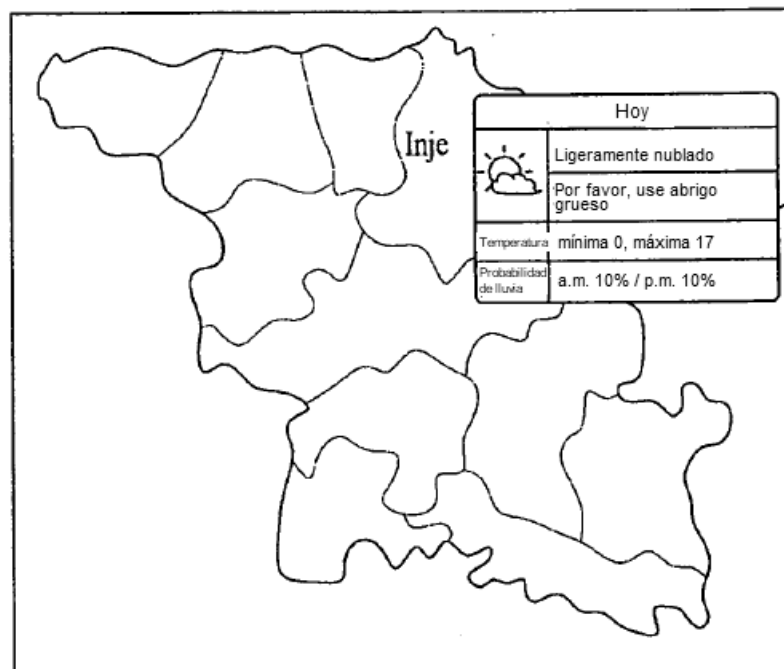 Inje
Hoy
Ligeramente nublado
Por favor, use abrigo
grueso
Temperatura
mínima 0, máxima 17
Probabilidad
de lluvia
a.m. 10% / p.m. 10%